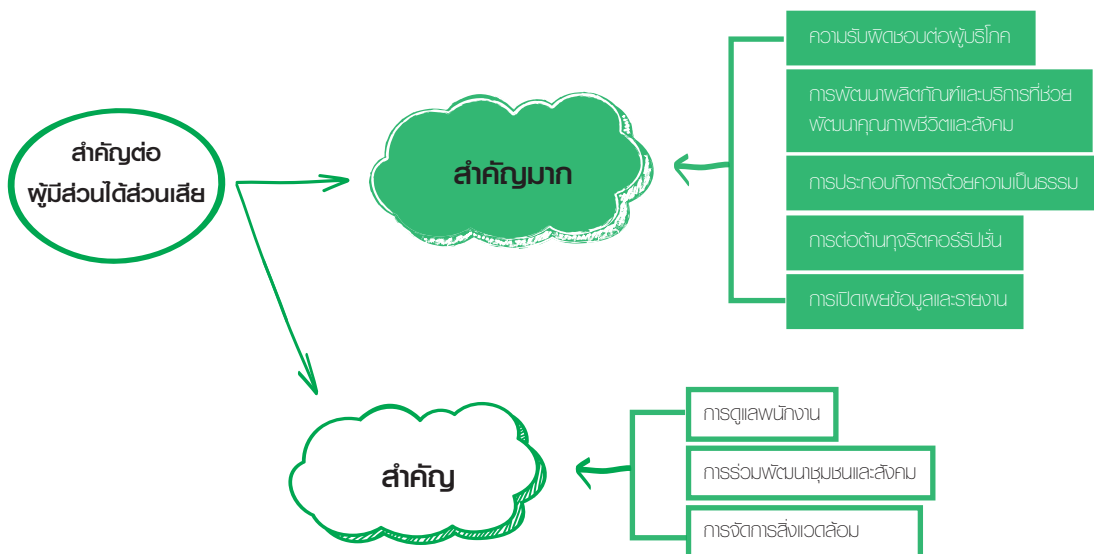 สำคัญต่อ
ผู้มีส่วนได้ส่วนเสีย
สำคัญมาก
ความรับผิดชอบต่อผู้บริโภค
การพัฒนาผลิตภัณฑ์และบริการที่ช่วย
พัฒนาคุณภาพชีวิตและสังคม
การประกอบกิจการด้วยความเป็นธรรม
การต่อต้านทุจริตคอร์รัปชั่น
การเปิดเผยข้อมูลและรายงาน
สำคัญ
การดูแลพนักงาน
การร่วมพัฒนาชุมชนและสังคม
การจัดการสิ่งแวดล้อม